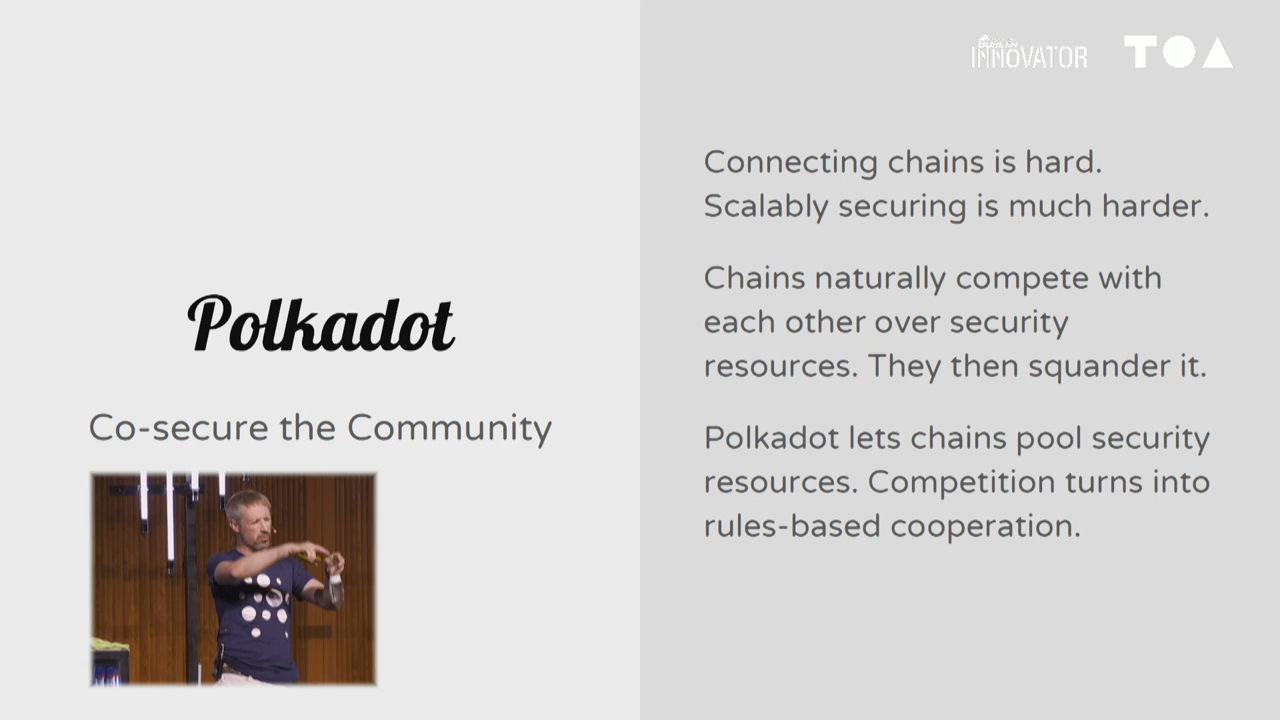 INNOVATOR
TOA
Polkadot
Co-secure the Community
Connecting chains is hard.
Scalably securing is much harder.
Chains naturally compete with
each other over security
resources. They then squander it.
Polkadot lets chains pool security
resources. Competition turns into
rules-based cooperation.